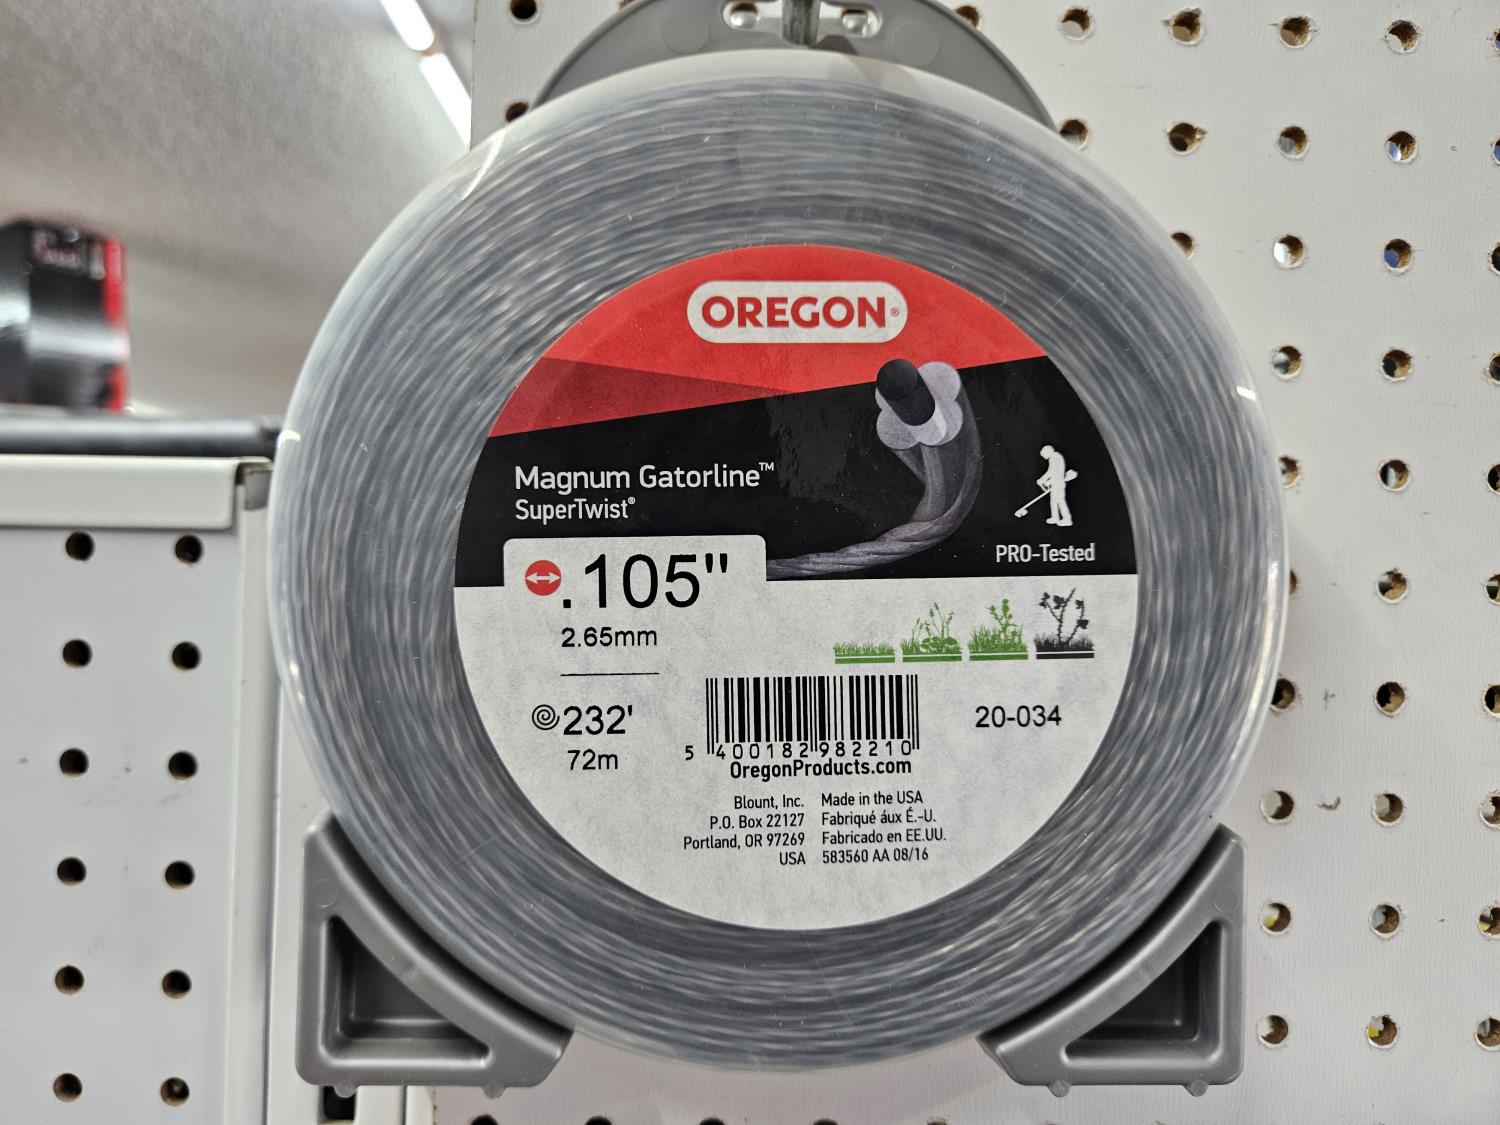 OREGON®
Magnum Gatorline™
SuperTwist®
PRO-Tested
.105"
2.65mm
232'
72m
20-034
5 400182 982210
OregonProducts.com
Blount, Inc.
P.O. Box 22127
Portland, OR 97269
USA
Made in the USA
Fabriqué áux É.-U.
Fabricado en EE.UU.
583560 AA 08/16